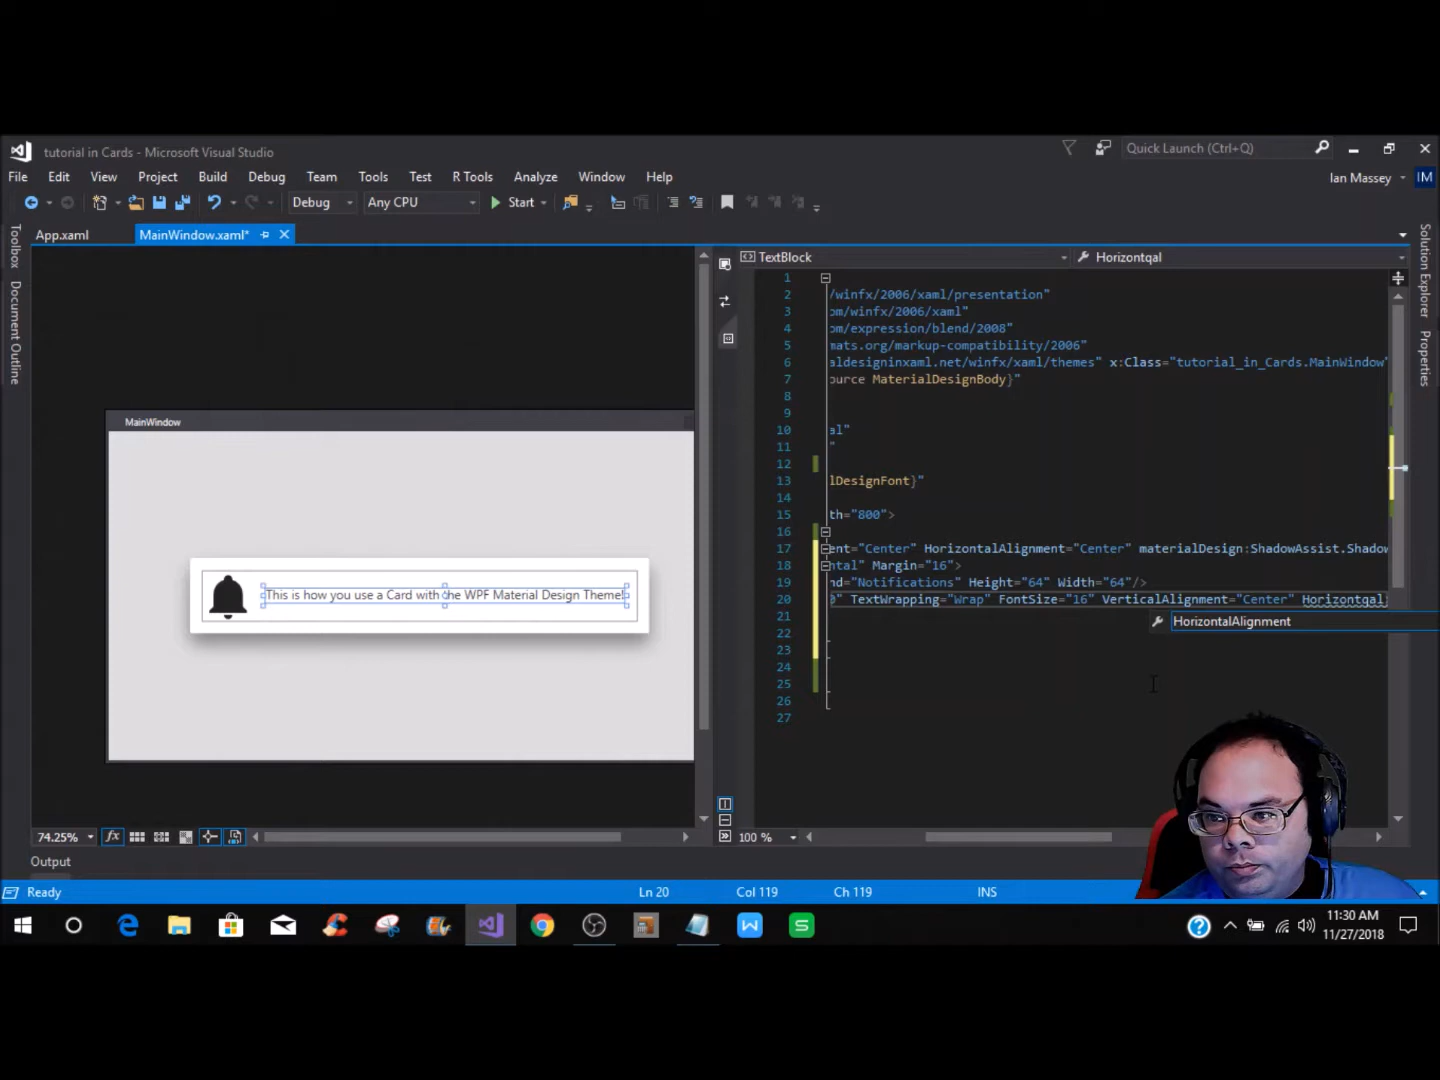 tutorial in Cards - Microsoft Visual Studio
Quick Launch (Ctrl+Q)
File Edit View Project Build Debug Team Tools Test R Tools Analyze Window Help
Ian Massey IM
Debug Any CPU Start
App.xaml MainWindow.xaml*
Toolbox
Document Outline
Solution Explorer
Properties
TextBlock Horizontqal
1
2 /winfx/2006/xaml/presentation"
3 om/winfx/2006/xaml"
4 om/expression/blend/2008"
5 mats.org/markup-compatibility/2006"
6 aldesigninxaml.net/winfx/xaml/themes" x:Class="tutorial_in_Cards.MainWindow"
7 ource MaterialDesignBody}"
8
9
10 al"
11 "
12
13 lDesignFont}"
14
15 th="800">
16
17 ent="Center" HorizontalAlignment="Center" materialDesign:ShadowAssist.Shadow
18 ntal" Margin="16">
19 nd="Notifications" Height="64" Width="64"/>
20 " TextWrapping="Wrap" FontSize="16" VerticalAlignment="Center" Horizontqal
HorizontalAlignment
21
22
23
24
25
26
27
MainWindow
This is how you use a Card with the WPF Material Design Theme!
74.25% fx
100 %
Output
Ready Ln 20 Col 119 Ch 119 INS
11:30 AM
11/27/2018